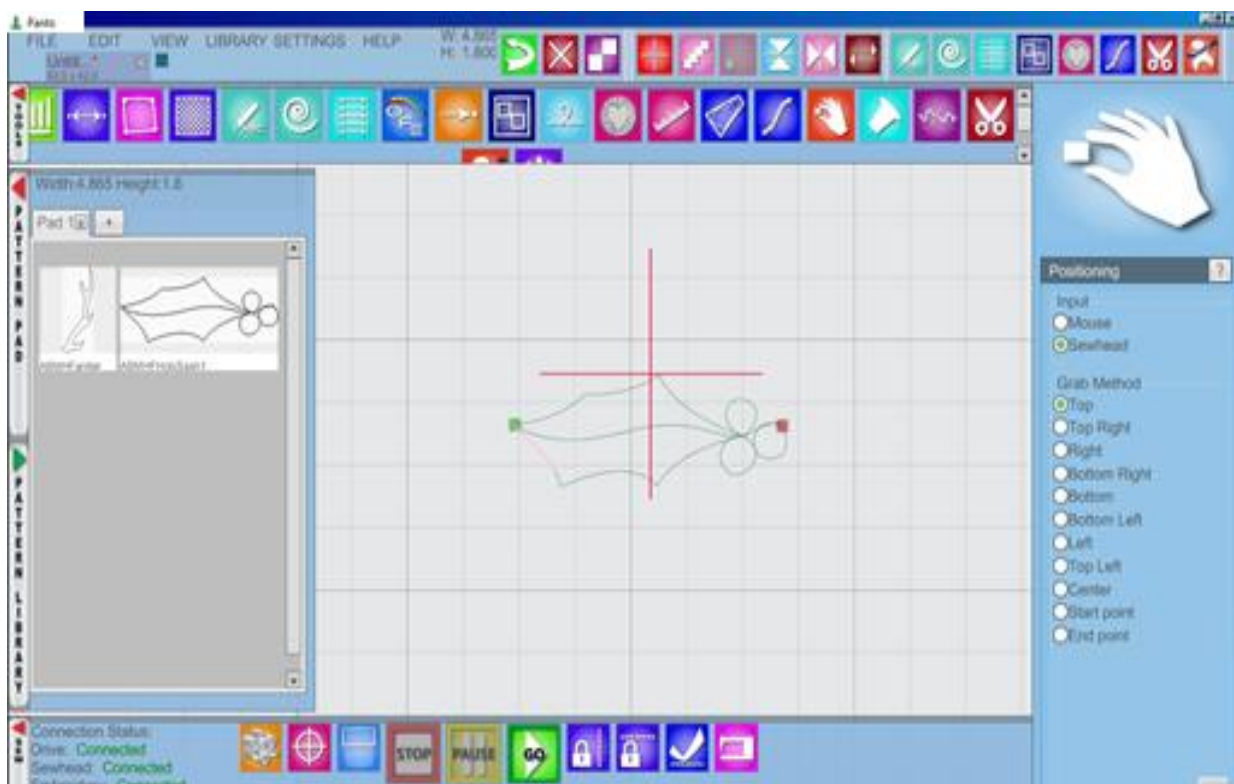 Panto
FILE EDIT VIEW LIBRARY SETTINGS HELP
W: 4.865
H: 1.800
Untitl... *
TOOLS
Width:4.865 Height:1.8
Pad 1 x +
PATTERN PAD
PATTERN LIBRARY
Positioning ?
Input
Mouse
Sewhead
Grab Method
Top
Top Right
Right
Bottom Right
Bottom
Bottom Left
Left
Top Left
Center
Start point
End point
Connection Status:
Drive: Connected
Sewhead: Connected
STOP PAUSE GO